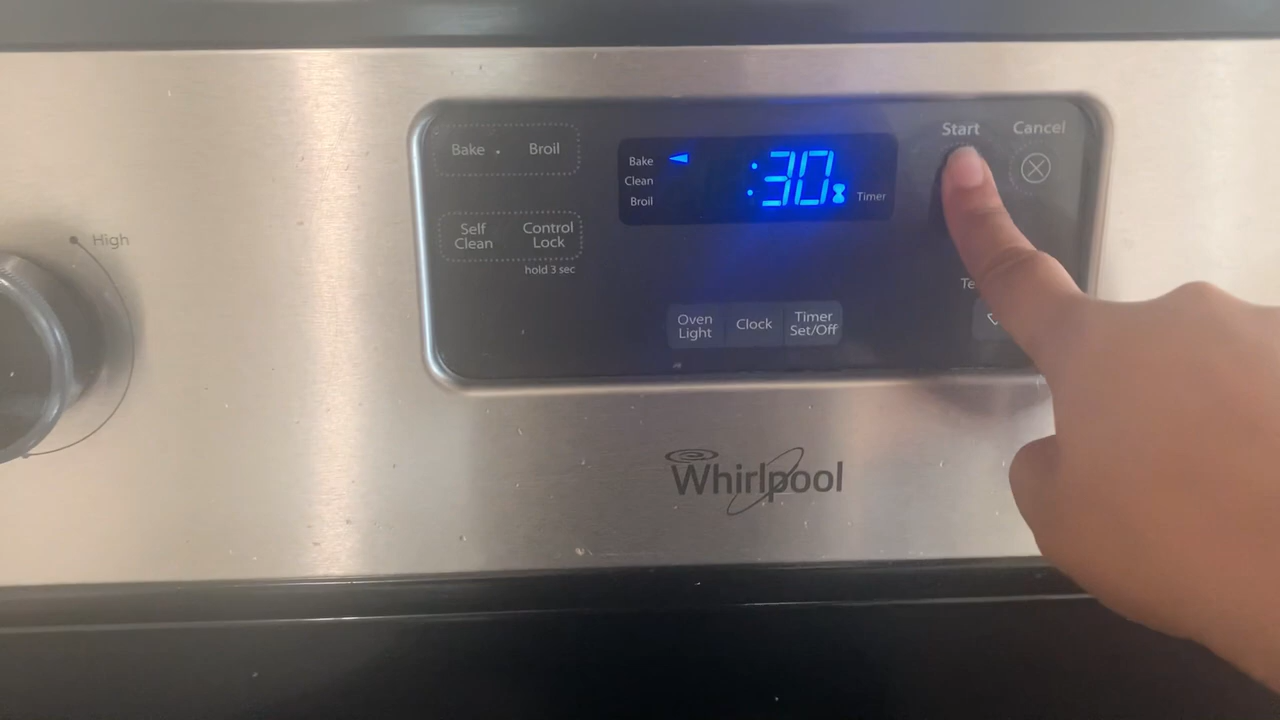 High
Bake Broil
Self Clean
Control Lock
hold 3 sec
Bake
Clean
Broil
:30
Timer
Oven Light
Clock
Timer Set/Off
Start
Cancel
Whirlpool